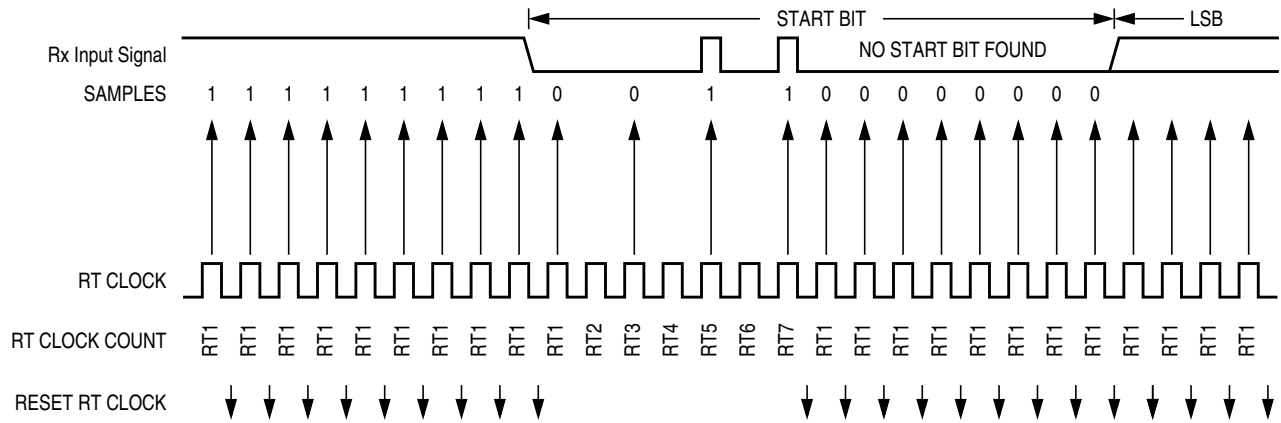 START BIT LSB
Rx Input Signal NO START BIT FOUND
SAMPLES 1 1 1 1 1 1 1 1 1 0 0 1 1 0 0 0 0 0 0 0 0
RT CLOCK
RT CLOCK COUNT RT1 RT1 RT1 RT1 RT1 RT1 RT1 RT1 RT1 RT1 RT2 RT3 RT4 RT5 RT6 RT7 RT1 RT1 RT1 RT1 RT1 RT1 RT1 RT1 RT1 RT1 RT1 RT1
RESET RT CLOCK